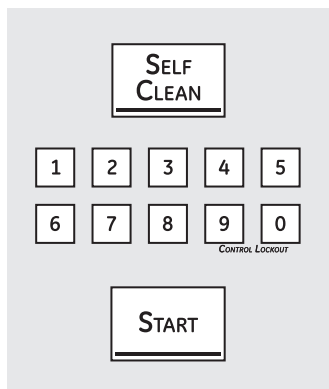 SELF
CLEAN
1 2 3 4 5
6 7 8 9 0
CONTROL LOCKOUT
START